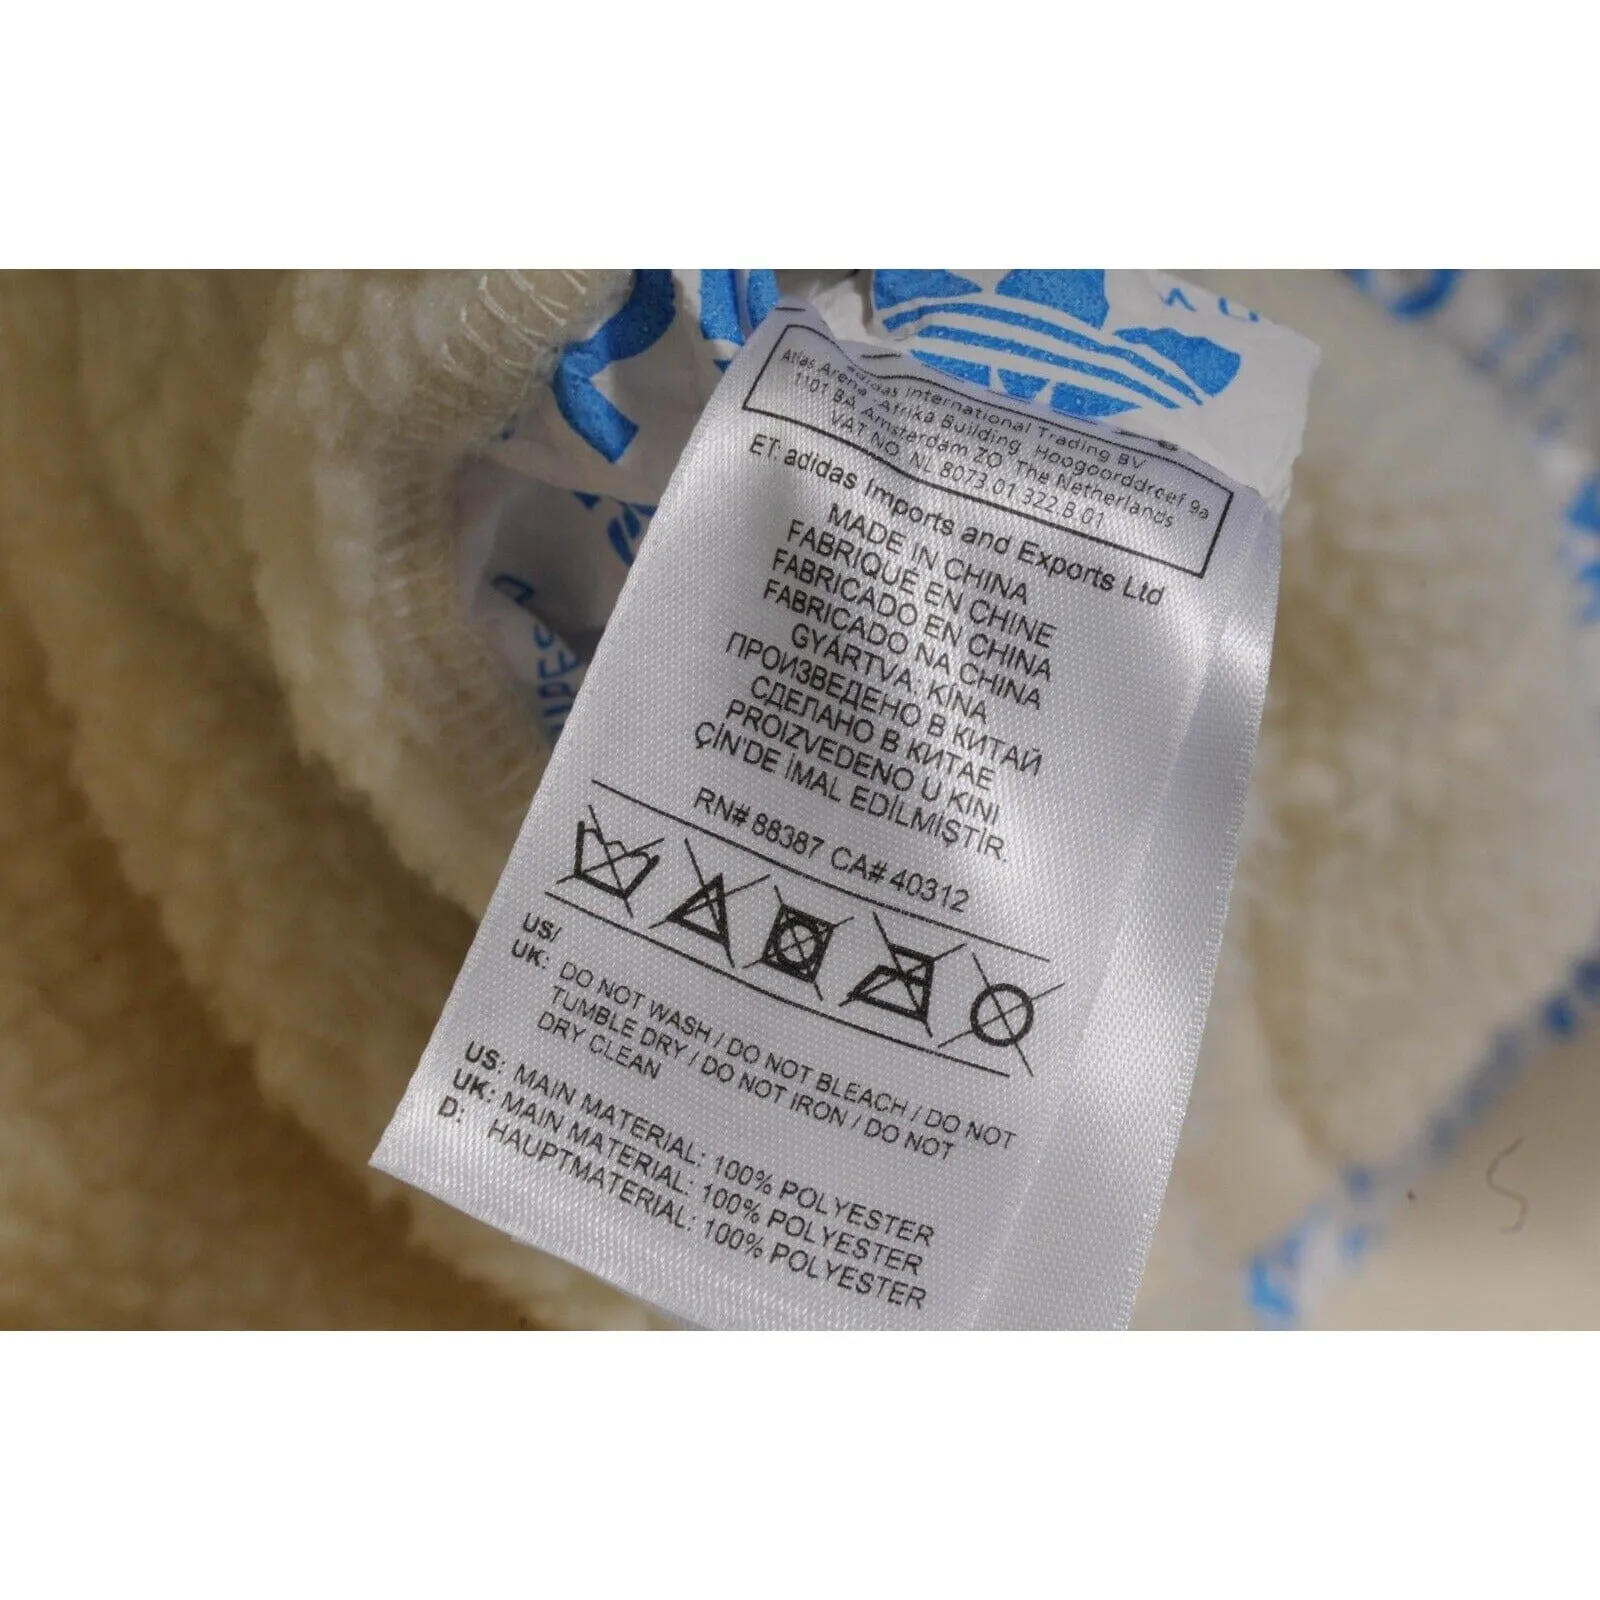 adidas International Trading BV
Atlas Arena -Afrika Building, Hoogoorddreef 9a
1101 BA Amsterdam ZO The Netherlands
VAT NO. NL 8073.01.322.B.01
ET: adidas Imports and Exports Ltd
MADE IN CHINA
FABRIQUÉ EN CHINE
FABRICADO EN CHINA
FABRICADO NA CHINA
GYÁRTVA: KÍNA
ПРОИЗВЕДЕНО В КИТАЙ
СДЕЛАНО В КИТАЕ
PROIZVEDENO U KINI
ÇİN'DE İMAL EDİLMİŞTİR.
RN# 88387 CA# 40312
US/
UK: DO NOT WASH / DO NOT BLEACH / DO NOT
TUMBLE DRY / DO NOT IRON / DO NOT
DRY CLEAN
US: MAIN MATERIAL: 100% POLYESTER
UK: MAIN MATERIAL: 100% POLYESTER
D: HAUPTMATERIAL: 100% POLYESTER